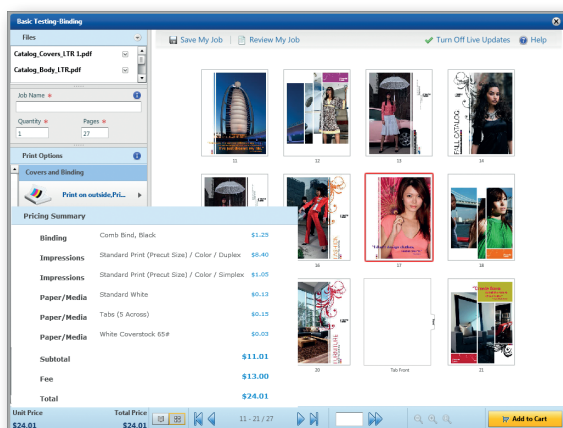 Basic Testing-Binding
Files
Save My Job
Review My Job
Turn Off Live Updates
Help
Catalog_Covers_LTR 1.pdf
Catalog_Body_LTR.pdf
Job Name *
Quantity * Pages *
1 27
Print Options
Covers and Binding
Print on outside,Pri...
11
12
13
14
FALL CATALOG
Pricing Summary
Binding Comb Bind, Black $1.25
Impressions Standard Print (Precut Size) / Color / Duplex $8.40
Impressions Standard Print (Precut Size) / Color / Simplex $1.05
Paper/Media Standard White $0.13
Paper/Media Tabs (5 Across) $0.15
Paper/Media White Coverstock 65# $0.03
Subtotal $11.01
Fee $13.00
Total $24.01
16
17
18
FURNITURE
20
Tab Front
21
Unit Price Total Price
$24.01 $24.01
11 - 21 / 27
Add to Cart